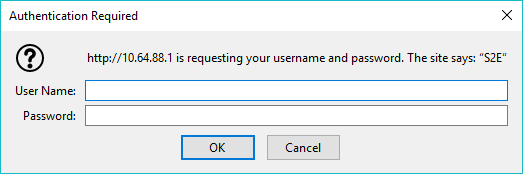 Authentication Required
http://10.64.88.1 is requesting your username and password. The site says: “S2E”
User Name:
Password:
OK Cancel